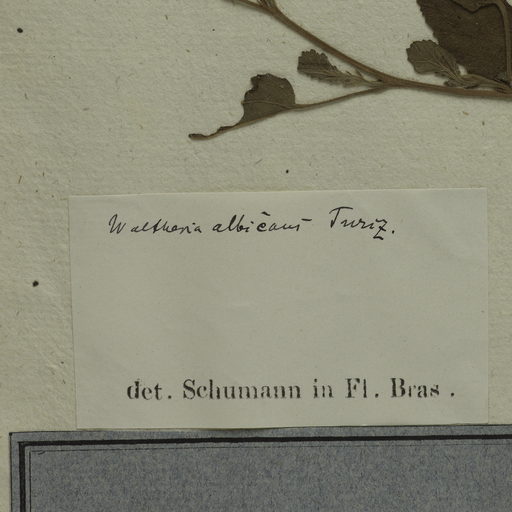 Waltheria albicans Turcz.
det. Schumann in Fl. Bras.